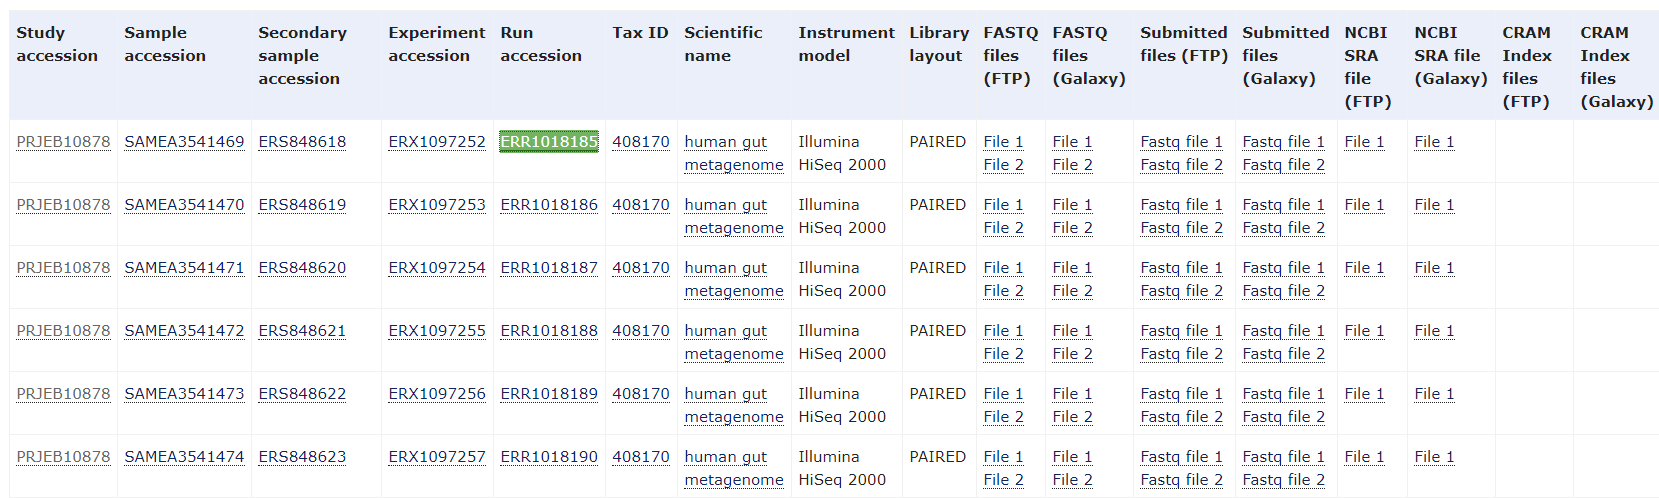 Study accession Sample accession Secondary sample accession Experiment accession Run accession Tax ID Scientific name Instrument model Library layout FASTQ files (FTP) FASTQ files (Galaxy) Submitted files (FTP) Submitted files (Galaxy) NCBI SRA file (FTP) NCBI SRA file (Galaxy) CRAM Index files (FTP) CRAM Index files (Galaxy)
PRJEB10878 SAMEA3541469 ERS848618 ERX1097252 ERR1018185 408170 human gut Illumina PAIRED File 1 File 1 Fastq file 1 Fastq file 1 File 1 File 1
metagenome HiSeq 2000 File 2 File 2 Fastq file 2 Fastq file 2
PRJEB10878 SAMEA3541470 ERS848619 ERX1097253 ERR1018186 408170 human gut Illumina PAIRED File 1 File 1 Fastq file 1 Fastq file 1 File 1 File 1
metagenome HiSeq 2000 File 2 File 2 Fastq file 2 Fastq file 2
PRJEB10878 SAMEA3541471 ERS848620 ERX1097254 ERR1018187 408170 human gut Illumina PAIRED File 1 File 1 Fastq file 1 Fastq file 1 File 1 File 1
metagenome HiSeq 2000 File 2 File 2 Fastq file 2 Fastq file 2
PRJEB10878 SAMEA3541472 ERS848621 ERX1097255 ERR1018188 408170 human gut Illumina PAIRED File 1 File 1 Fastq file 1 Fastq file 1 File 1 File 1
metagenome HiSeq 2000 File 2 File 2 Fastq file 2 Fastq file 2
PRJEB10878 SAMEA3541473 ERS848622 ERX1097256 ERR1018189 408170 human gut Illumina PAIRED File 1 File 1 Fastq file 1 Fastq file 1 File 1 File 1
metagenome HiSeq 2000 File 2 File 2 Fastq file 2 Fastq file 2
PRJEB10878 SAMEA3541474 ERS848623 ERX1097257 ERR1018190 408170 human gut Illumina PAIRED File 1 File 1 Fastq file 1 Fastq file 1 File 1 File 1
metagenome HiSeq 2000 File 2 File 2 Fastq file 2 Fastq file 2